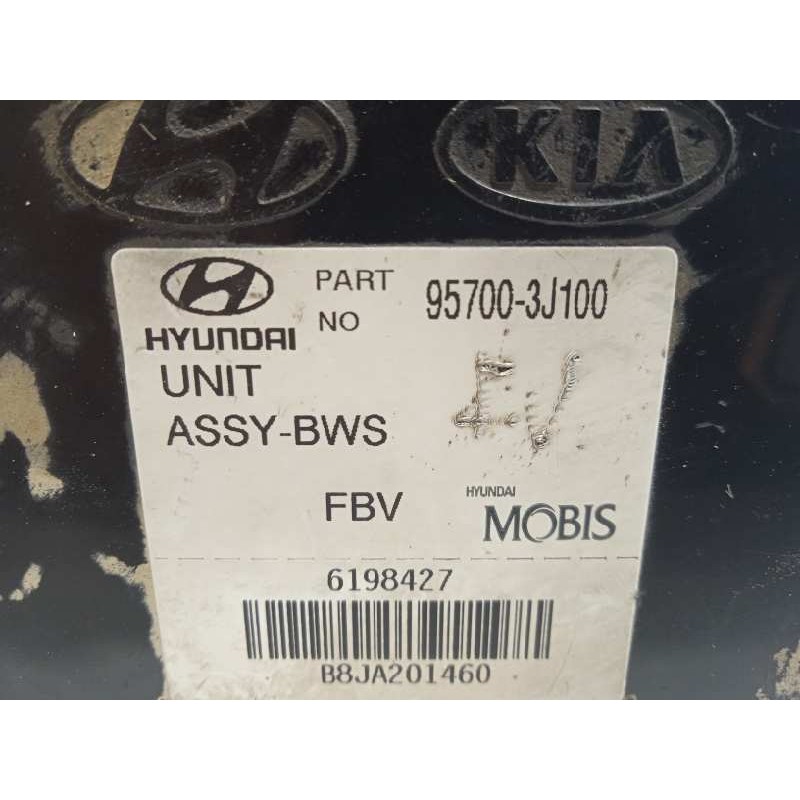 KIA
HYUNDAI
PART NO
95700-3J100
UNIT
ASSY-BWS
FBV
HYUNDAI
MOBIS
6198427
B8JA201460